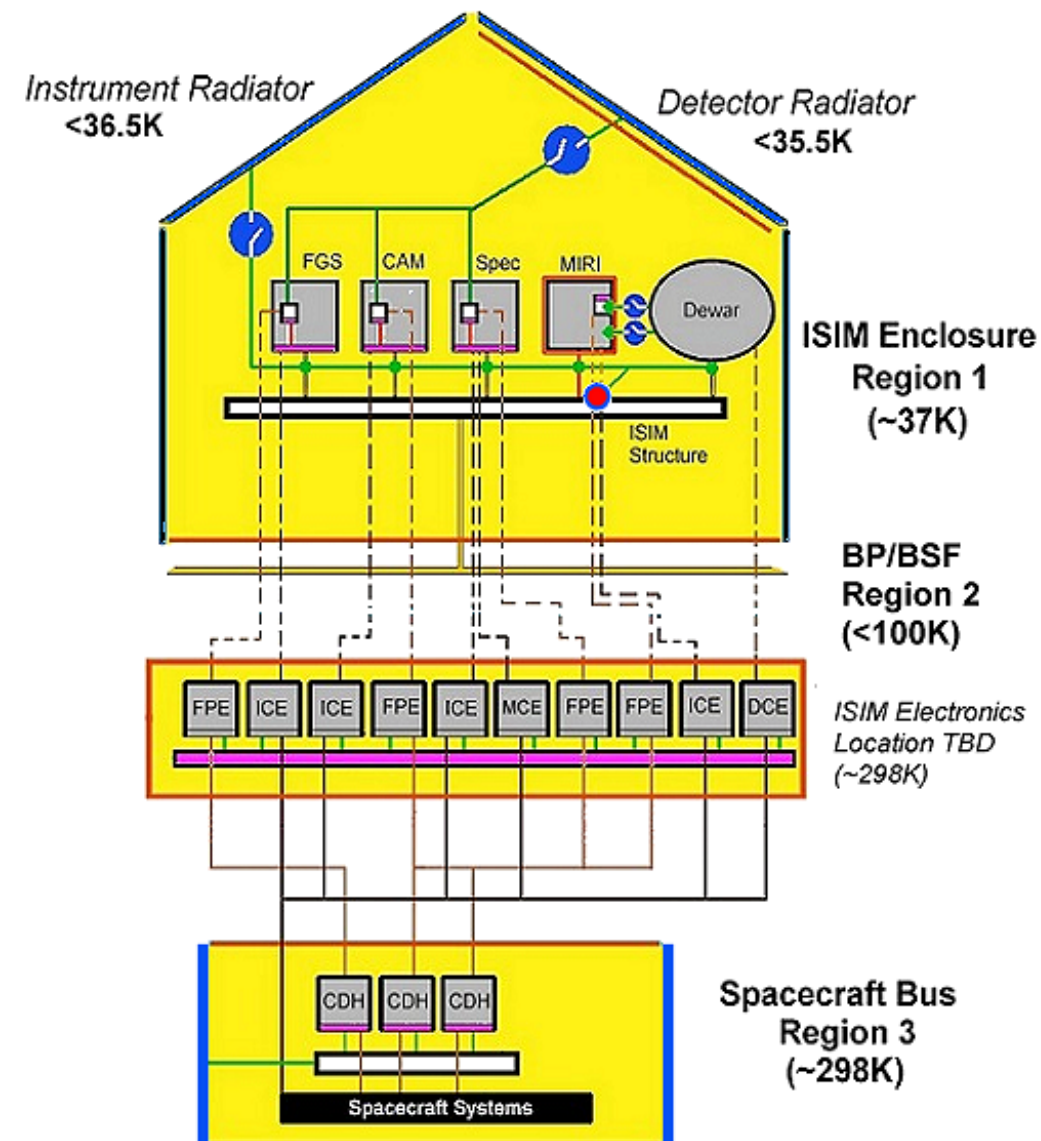 Instrument Radiator
<36.5K
Detector Radiator
<35.5K
FGS
CAM
Spec
MIRI
Dewar
ISIM Enclosure
Region 1
(~37K)
ISIM
Structure
BP/BSF
Region 2
(<100K)
FPE
ICE
ICE
FPE
ICE
MCE
FPE
FPE
ICE
DCE
ISIM Electronics
Location TBD
(~298K)
CDH
CDH
CDH
Spacecraft Bus
Region 3
(~298K)
Spacecraft Systems